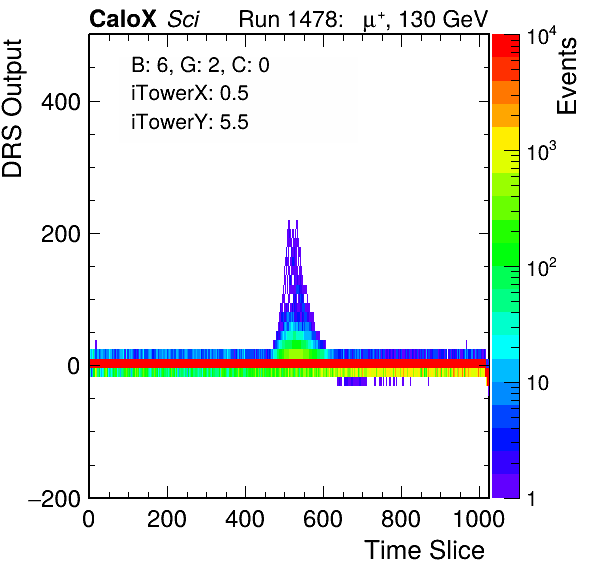 CaloX Sci Run 1478: μ⁺, 130 GeV
B: 6, G: 2, C: 0
iTowerX: 0.5
iTowerY: 5.5
DRS Output
400
200
0
−200
0 200 400 600 800 1000
Time Slice
Events
10⁴
10³
10²
10
1